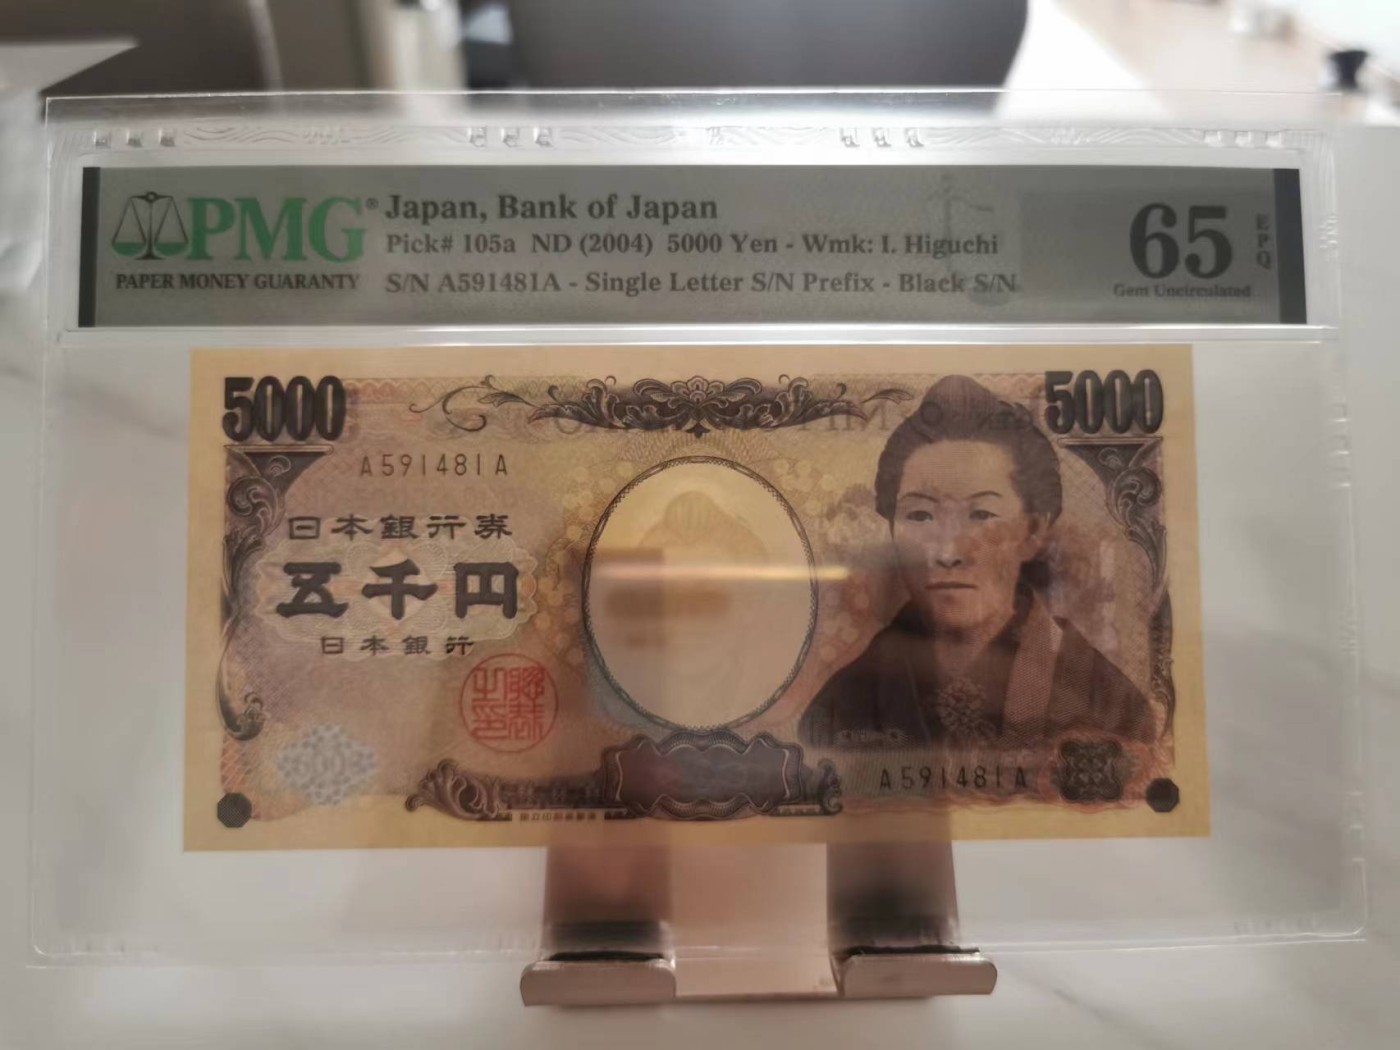 PMG®
PAPER MONEY GUARANTY
Japan, Bank of Japan
Pick# 105a ND (2004) 5000 Yen - Wmk: I. Higuchi
S/N A591481A - Single Letter S/N Prefix - Black S/N
65
EPQ
Gem Uncirculated
5000
5000
A591481A
日本銀行券
五千円
日本銀行
A591481A